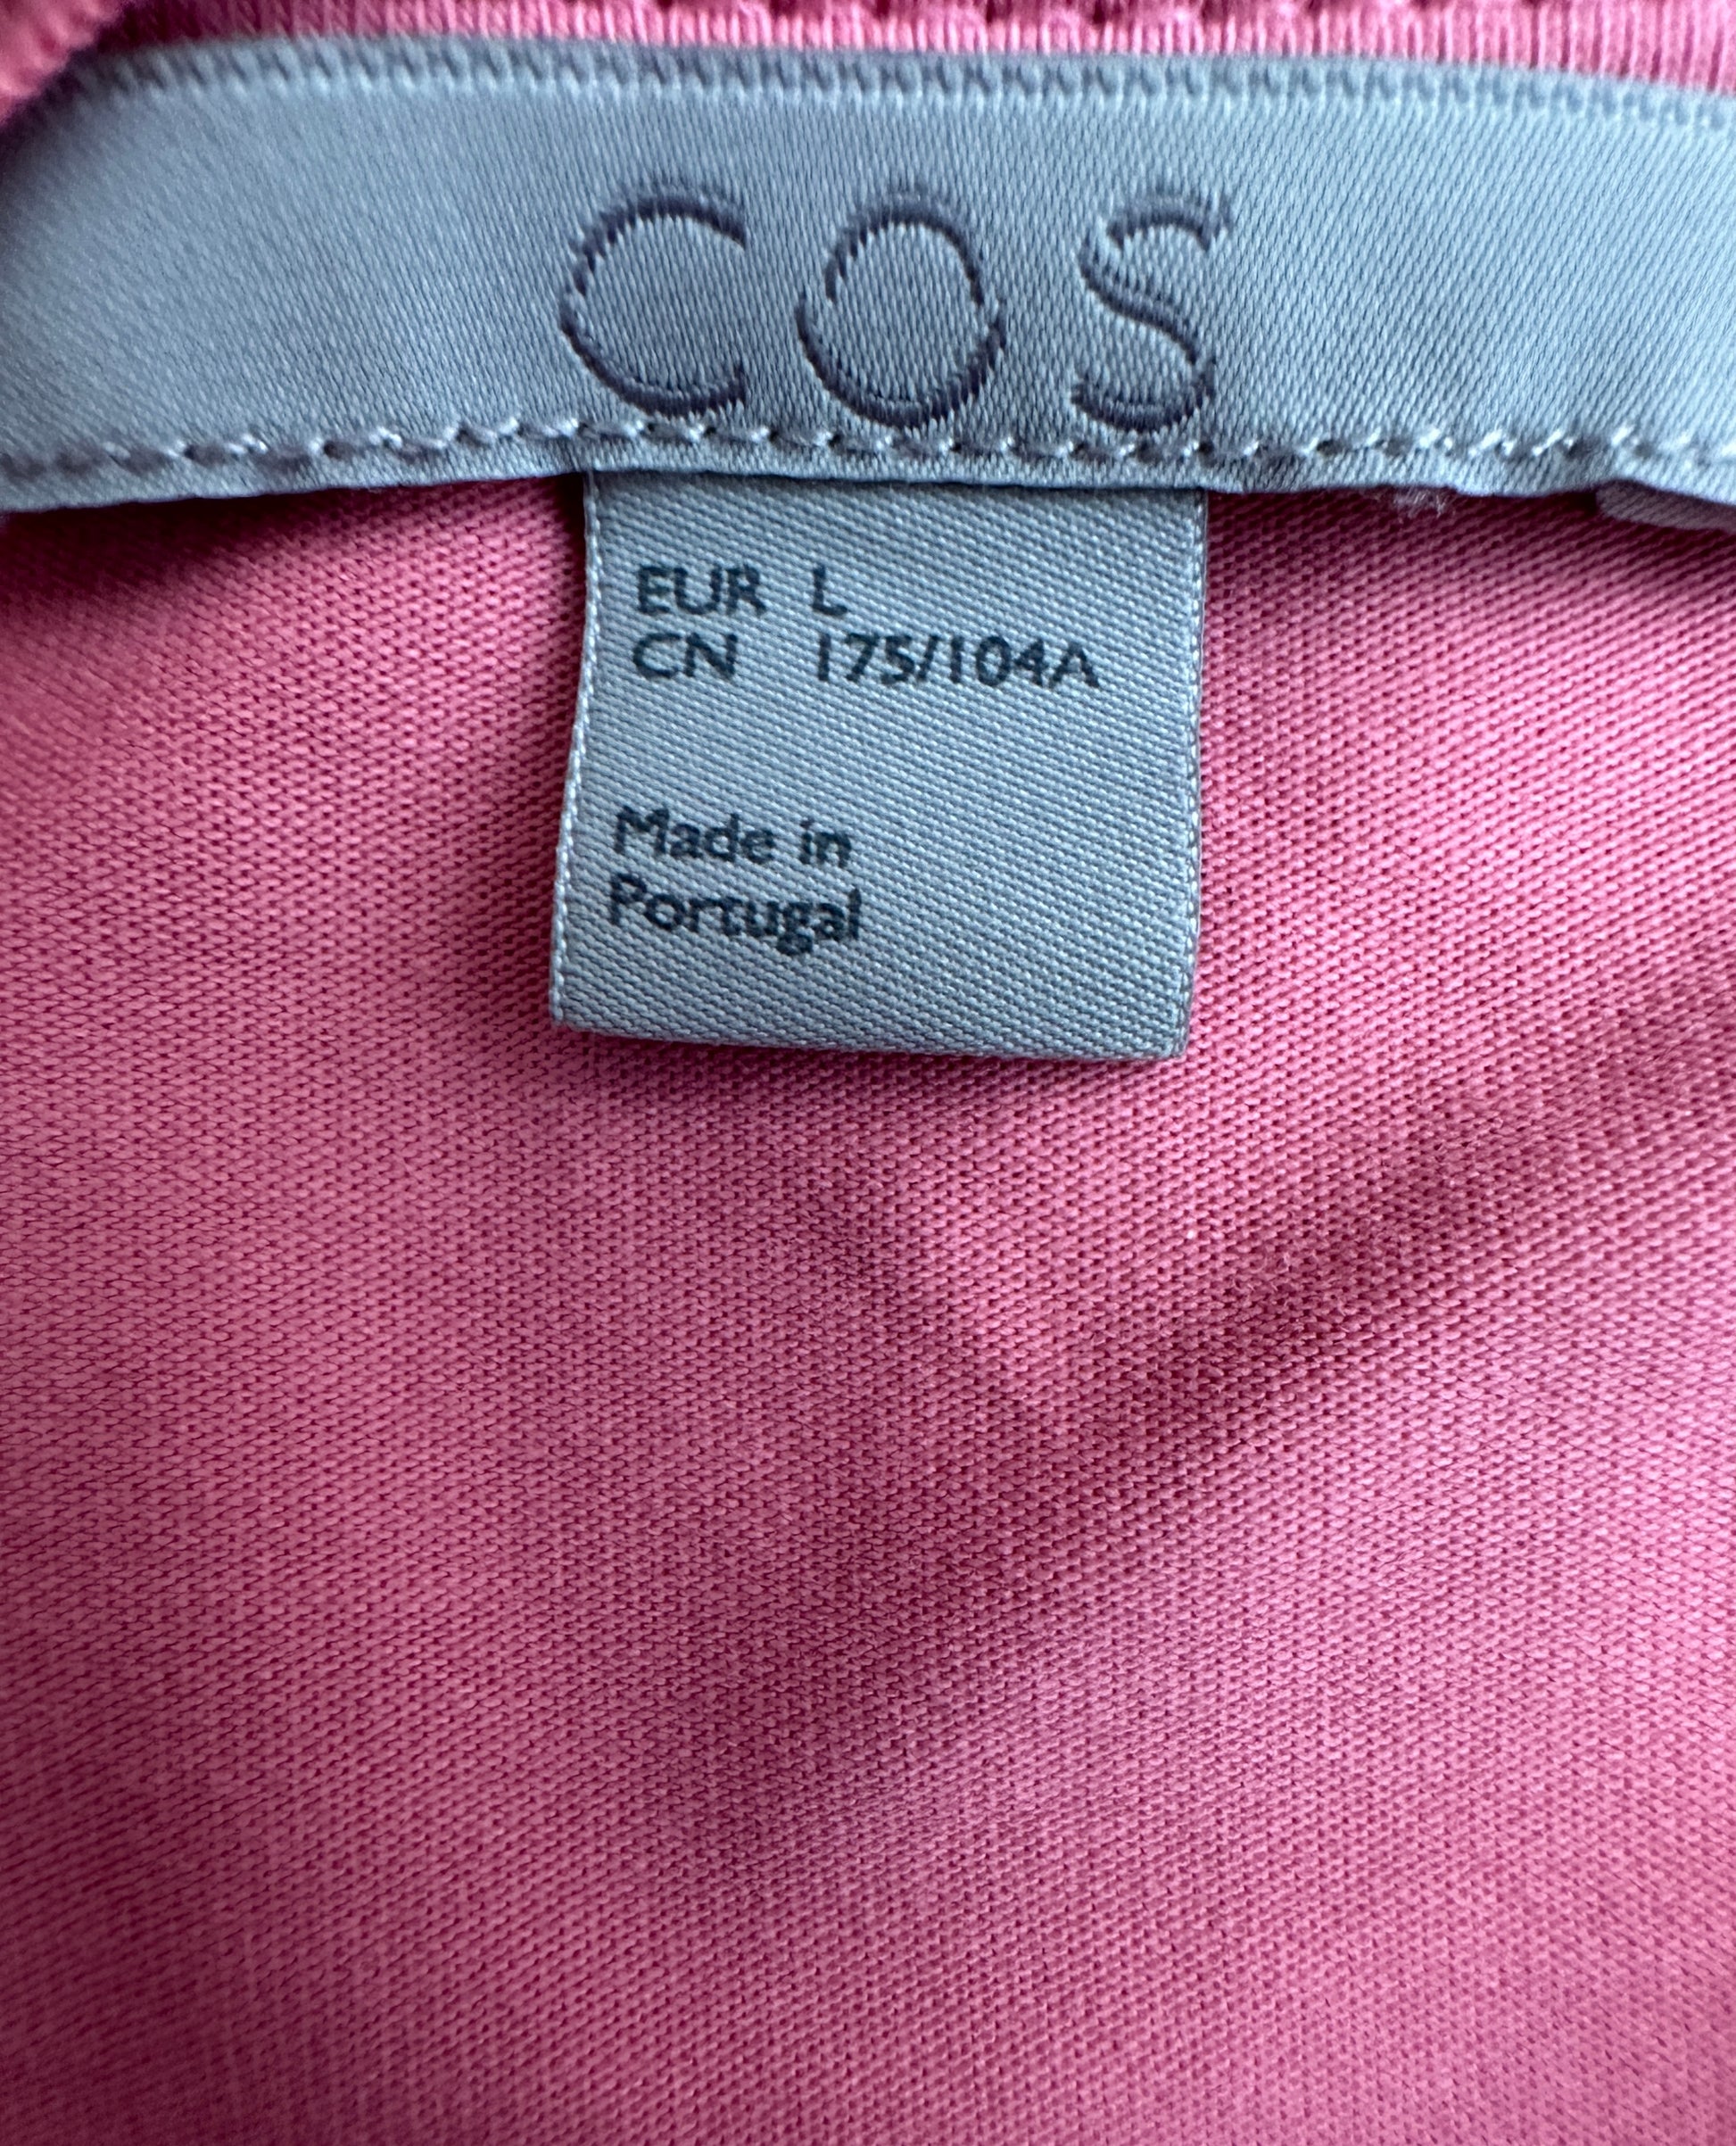 COS
EUR L
CN 175/104A
Made in
Portugal